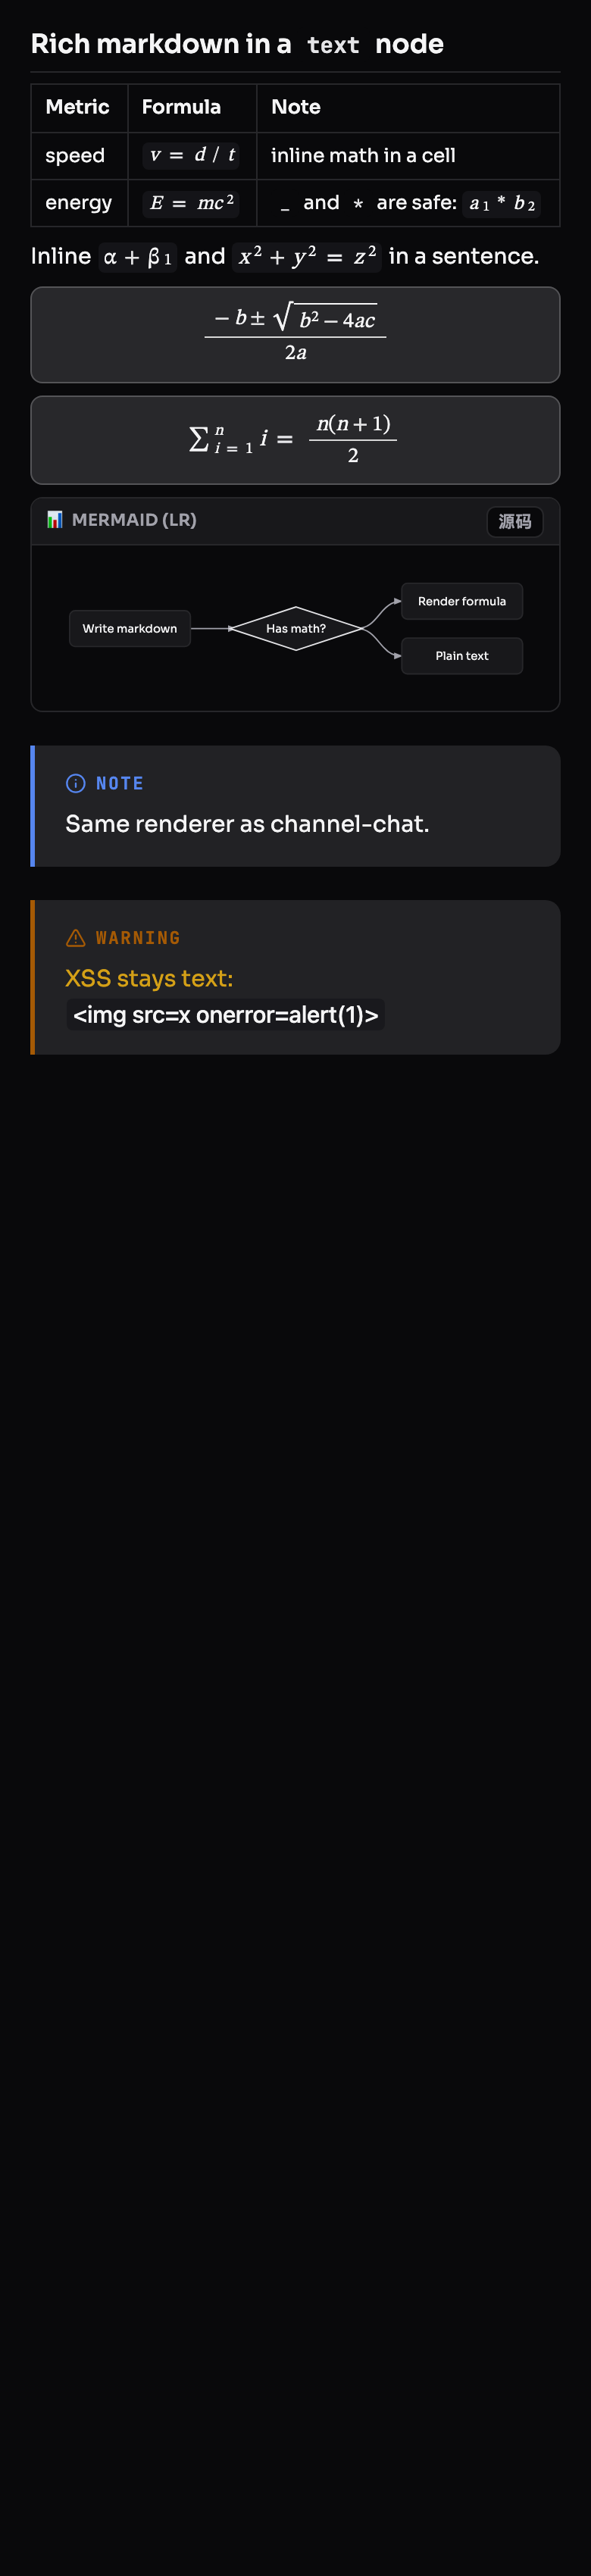 Rich markdown in a text node
Metric Formula Note
speed v = d / t inline math in a cell
energy E = mc² _ and * are safe: a₁ * b₂
Inline α + β₁ and x² + y² = z² in a sentence.
− b ± √ b² − 4ac
2a
∑ n i = 1 i = n(n + 1)
2
📊 MERMAID (LR) 源码
Render formula
Write markdown Has math?
Plain text
NOTE
Same renderer as channel-chat.
WARNING
XSS stays text:
<img src=x onerror=alert(1)>